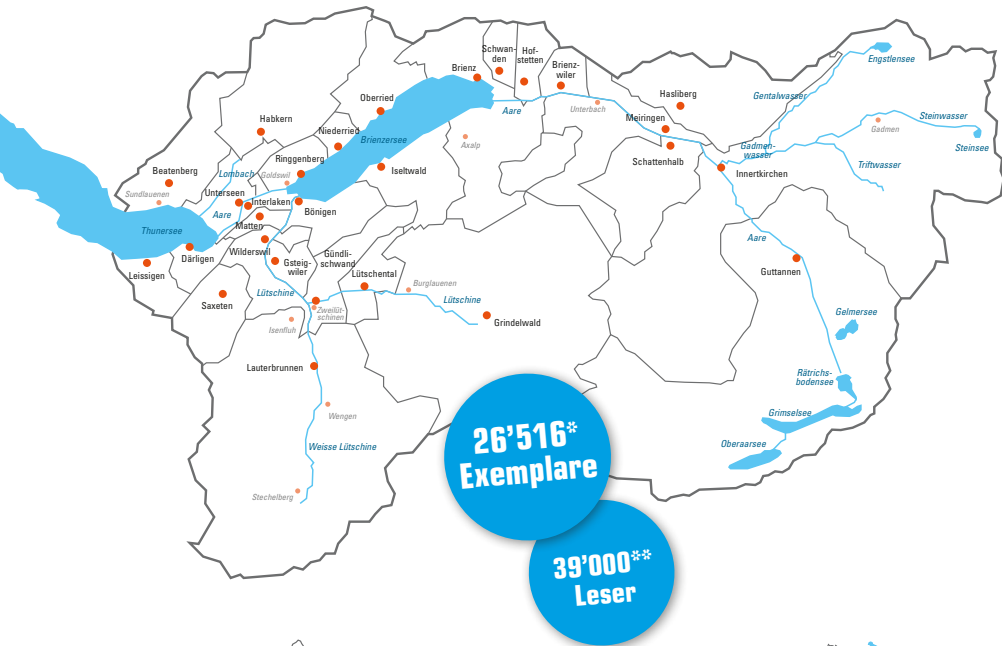 Schwan-
den
Hof-
stetten
Brienz
Brienz-
wiler
Engstlensee
Oberried
Aare
Unterbach
Hasliberg
Gentalwasser
Meiringen
Steinwasser
Gadmen
Steinsee
Habkern
Niederried
Brienzersee
Axalp
Schattenhalb
Gadmen-
wasser
Triftwasser
Innertkirchen
Ringgenberg
Goldswil
Iseltwald
Beatenberg
Lombach
Sundlauenen
Unterseen
Interlaken
Bönigen
Aare
Matten
Thunersee
Wilderswil
Därligen
Leissigen
Gsteig-
wiler
Gündli-
schwand
Lütschental
Burglauenen
Lütschine
Lütschine
Saxeten
Zweilüt-
schinen
Isenfluh
Grindelwald
Aare
Guttannen
Gelmersee
Lauterbrunnen
Rätrichs-
bodensee
Wengen
Grimselsee
Oberaarsee
Weisse Lütschine
Stechelberg
26’516*
Exemplare
39’000**
Leser